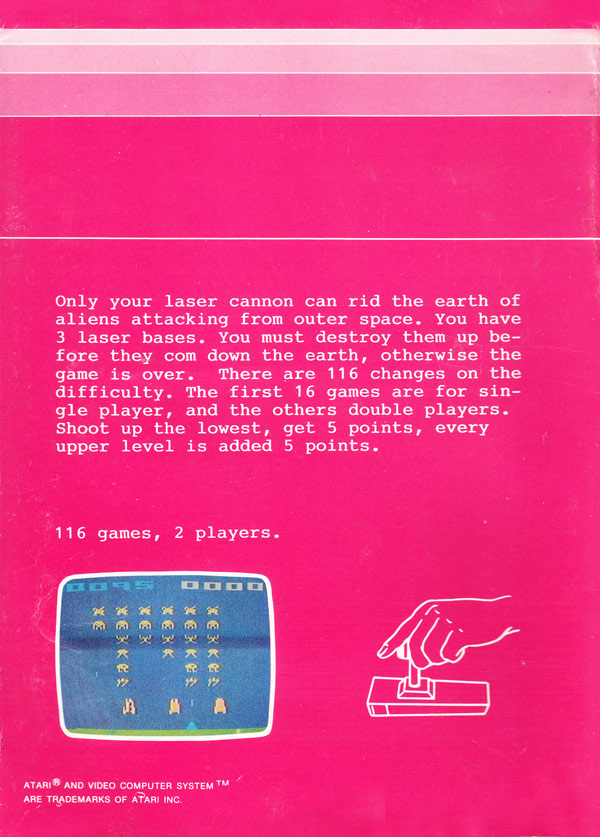 Only your laser cannon can rid the earth of
aliens attacking from outer space. You have
3 laser bases. You must destroy them up be-
fore they com down the earth, otherwise the
game is over. There are 116 changes on the
difficulty. The first 16 games are for sin-
gle player, and the others double players.
Shoot up the lowest, get 5 points, every
upper level is added 5 points.
116 games, 2 players.
0095 0000
ATARI® AND VIDEO COMPUTER SYSTEM™
ARE TRADEMARKS OF ATARI INC.